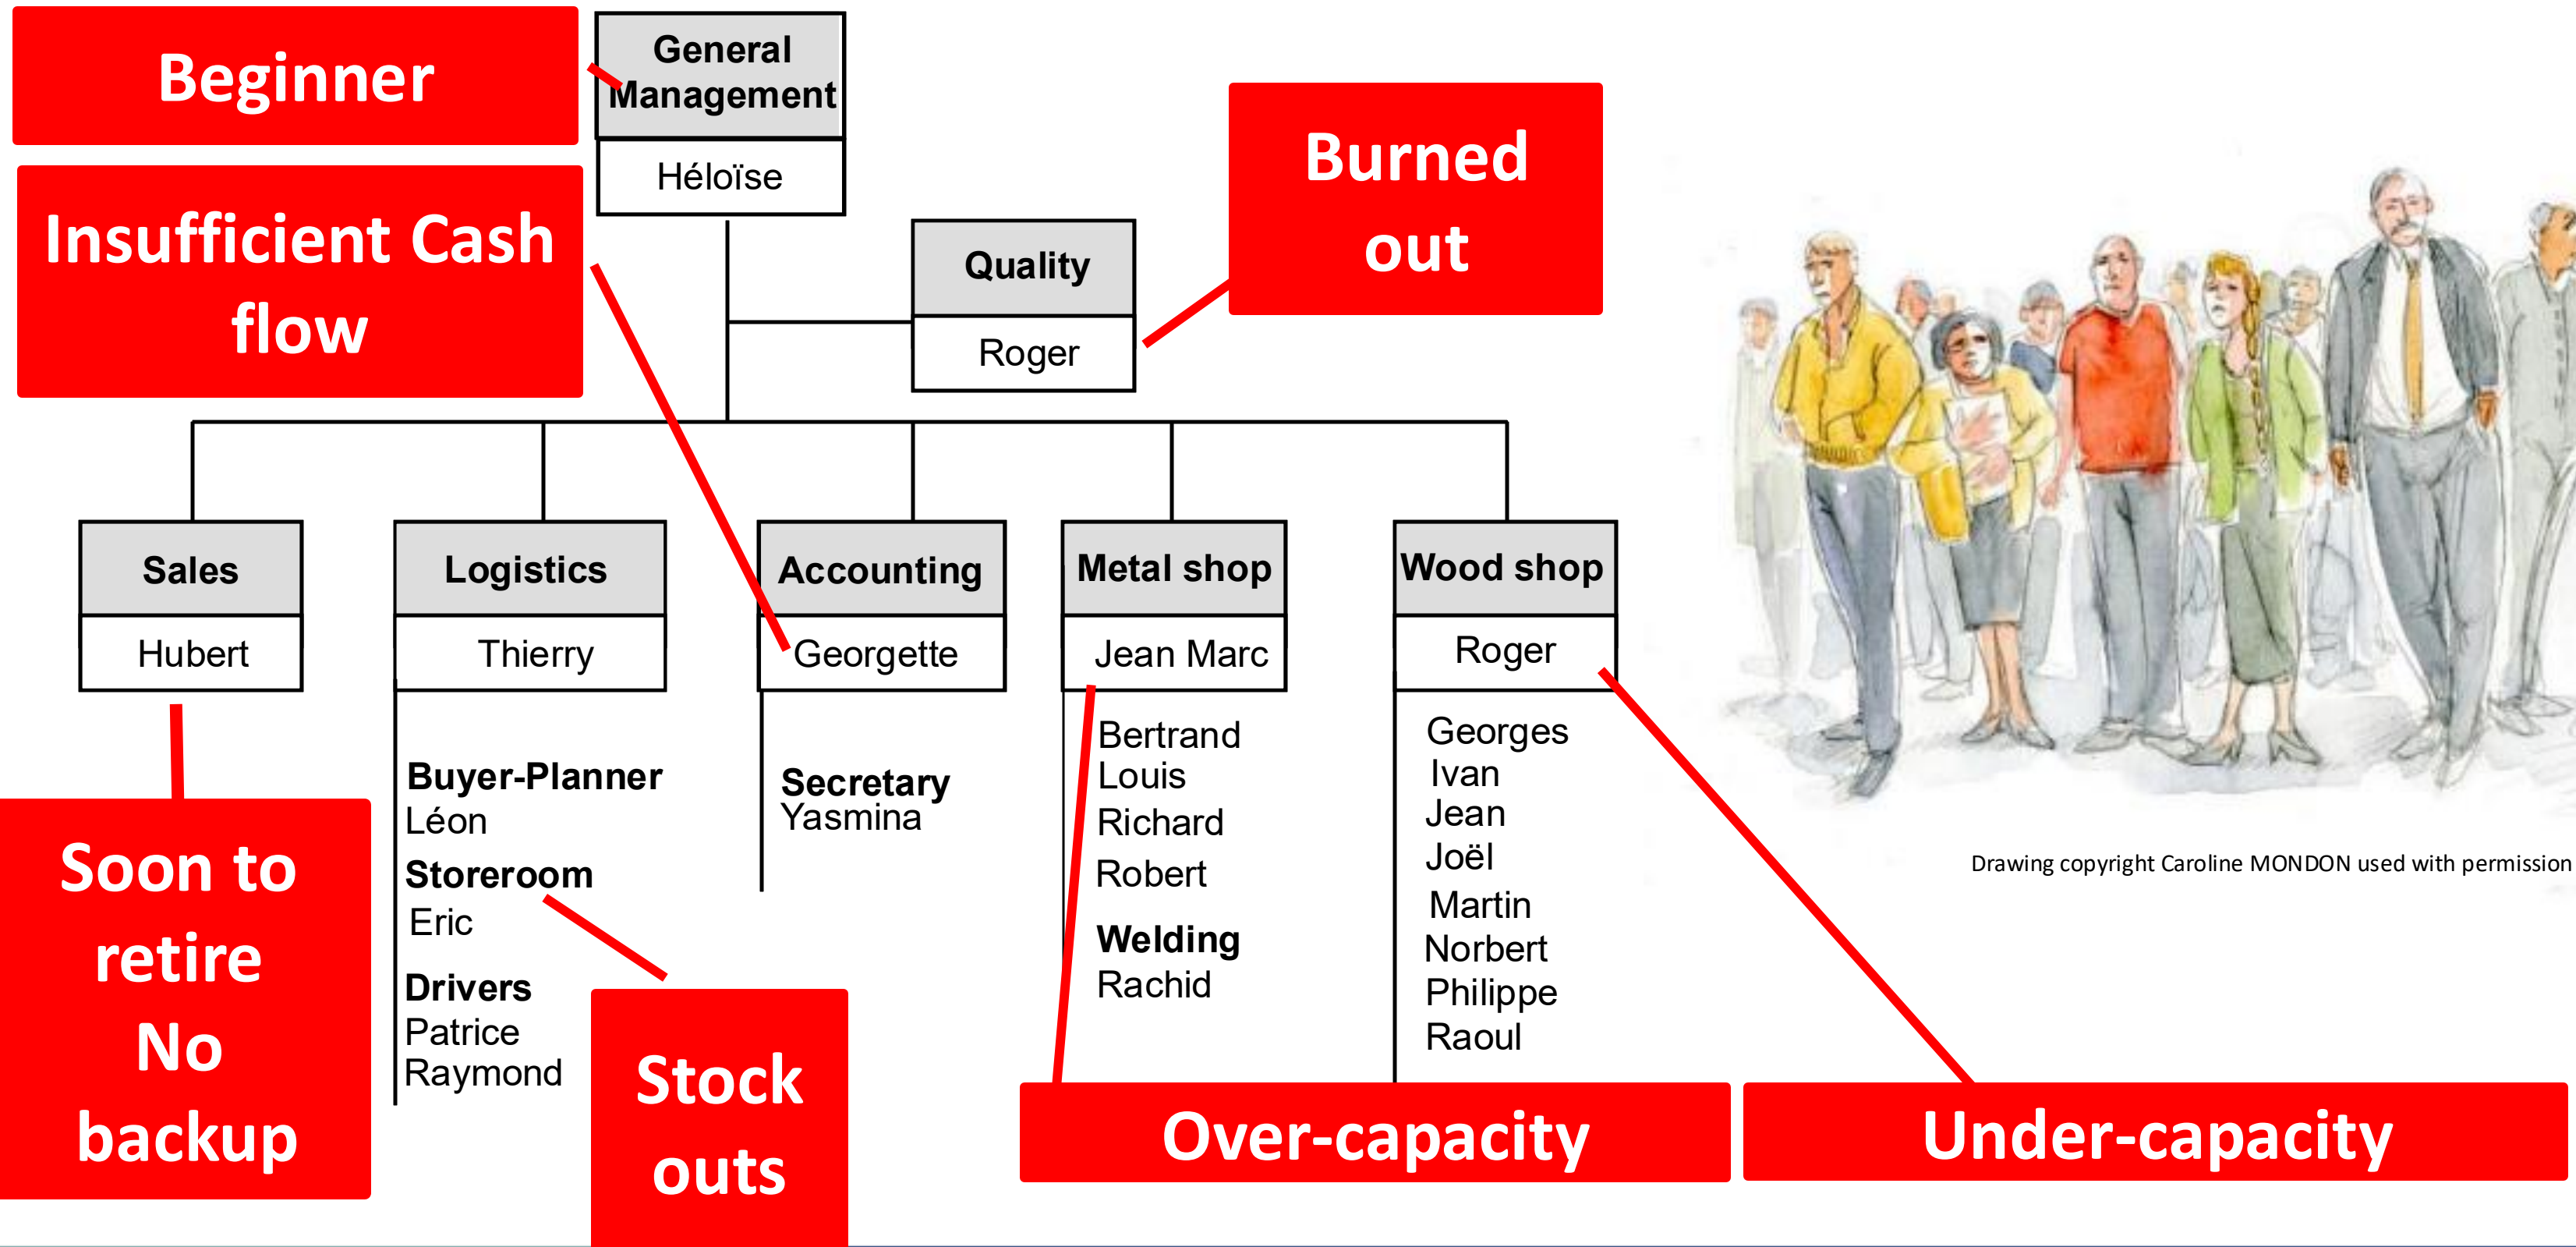 Beginner
General
Management
Héloïse
Insufficient Cash
flow
Burned
out
Quality
Roger
Sales
Hubert
Logistics
Thierry
Accounting
Georgette
Metal shop
Jean Marc
Wood shop
Roger
Soon to
retire
No
backup
Buyer-Planner
Léon
Storeroom
Eric
Drivers
Patrice
Raymond
Stock
outs
Secretary
Yasmina
Bertrand
Louis
Richard
Robert
Welding
Rachid
Over-capacity
Georges
Ivan
Jean
Joël
Martin
Norbert
Philippe
Raoul
Under-capacity
Drawing copyright Caroline MONDON used with permission